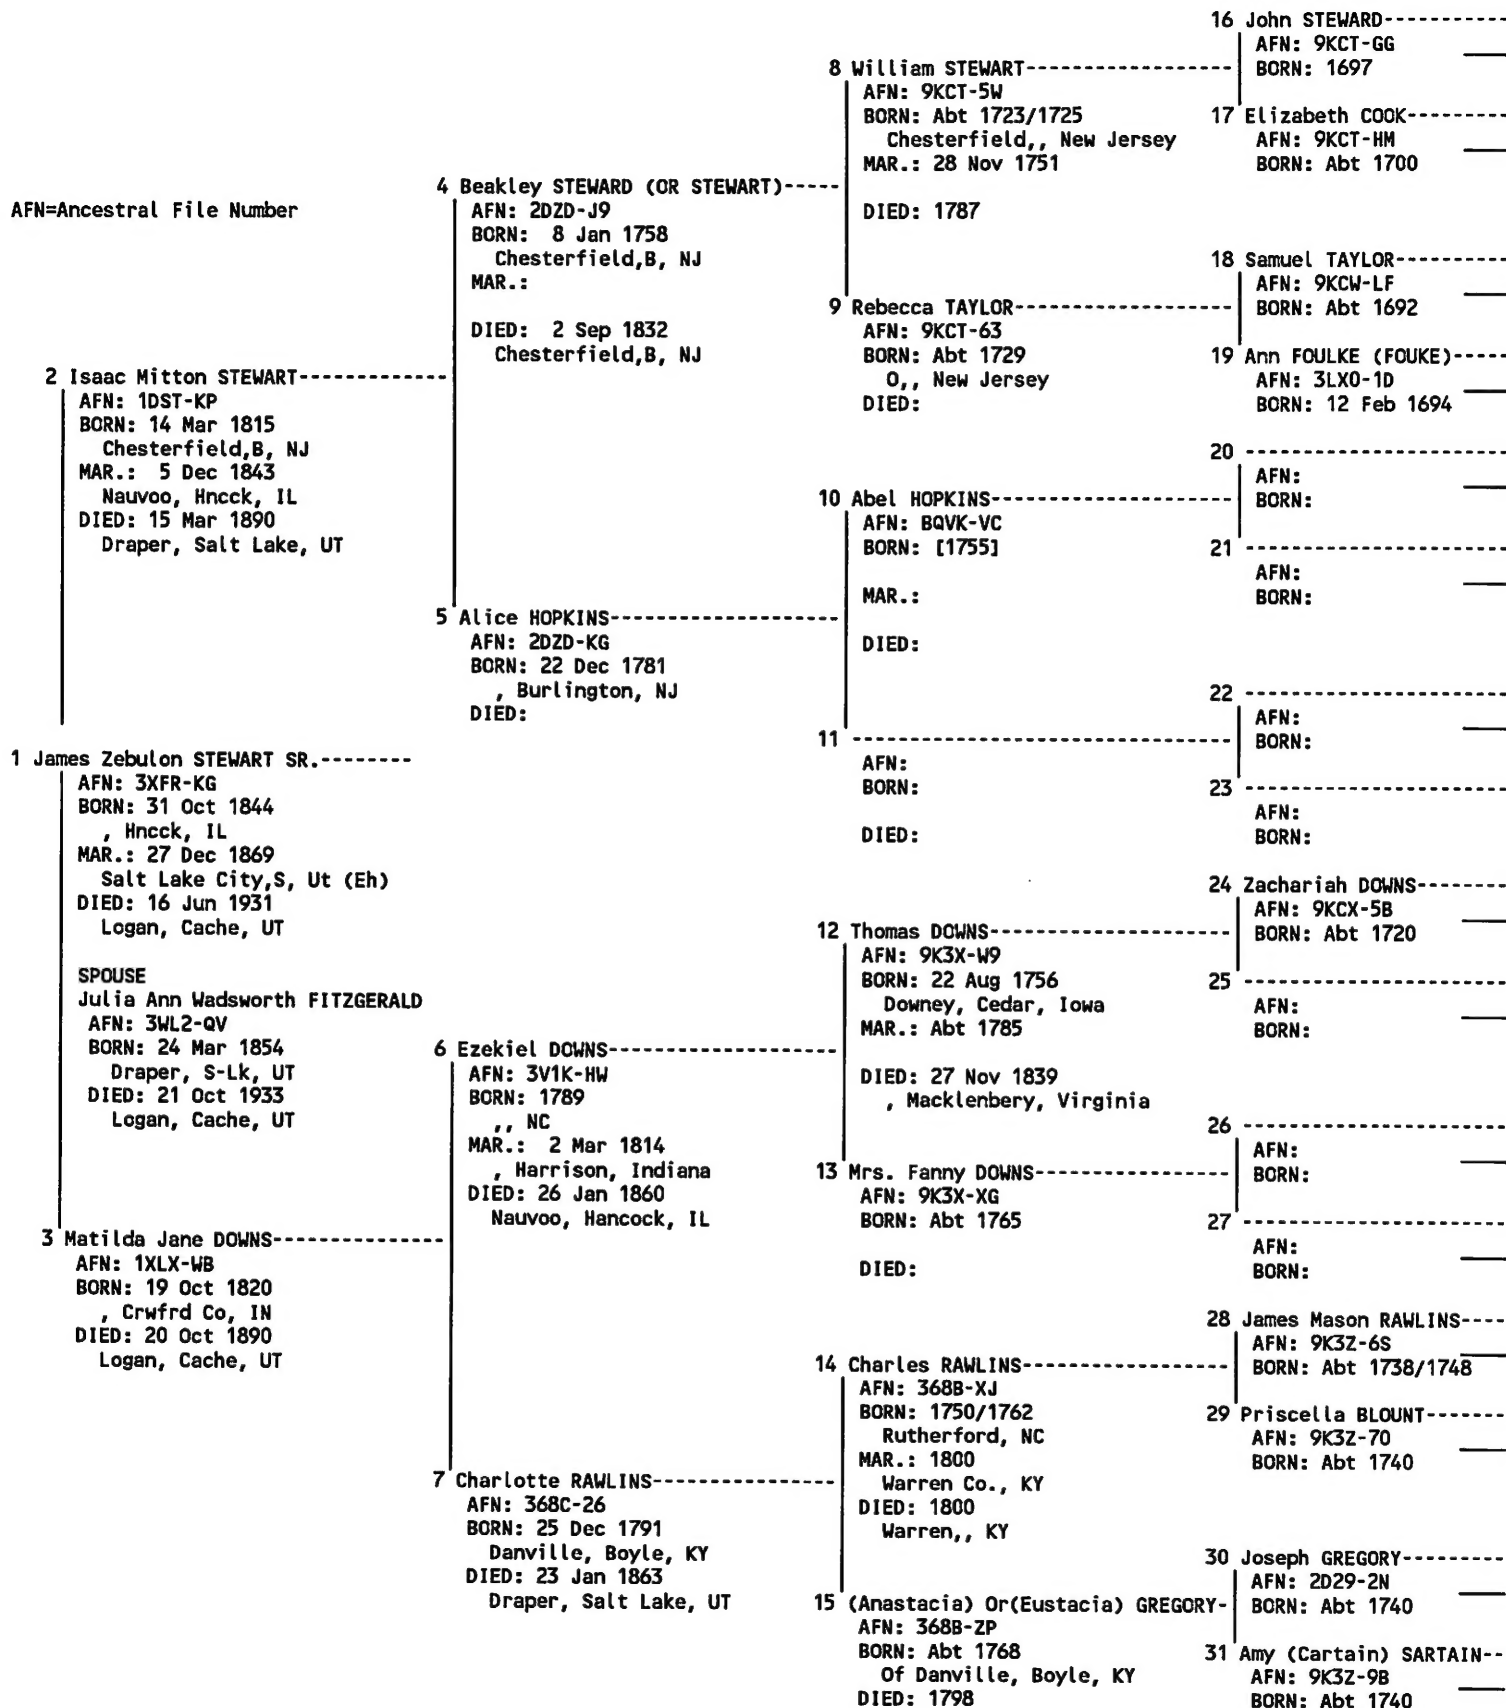 AFN=Ancestral File Number
1 James Zebulon STEWART SR.--------
AFN: 3XFR-KG
BORN: 31 Oct 1844
, Hncck, IL
MAR.: 27 Dec 1869
Salt Lake City,S, Ut (Eh)
DIED: 16 Jun 1931
Logan, Cache, UT
SPOUSE
Julia Ann Wadsworth FITZGERALD
AFN: 3WL2-QV
BORN: 24 Mar 1854
Draper, S-Lk, UT
DIED: 21 Oct 1933
Logan, Cache, UT
2 Isaac Mitton STEWART------------
AFN: 1DST-KP
BORN: 14 Mar 1815
Chesterfield,B, NJ
MAR.: 5 Dec 1843
Nauvoo, Hncck, IL
DIED: 15 Mar 1890
Draper, Salt Lake, UT
3 Matilda Jane DOWNS--------------
AFN: 1XLX-WB
BORN: 19 Oct 1820
, Crwfrd Co, IN
DIED: 20 Oct 1890
Logan, Cache, UT
4 Beakley STEWARD (OR STEWART)-----
AFN: 2DZD-J9
BORN: 8 Jan 1758
Chesterfield,B, NJ
MAR.:
DIED: 2 Sep 1832
Chesterfield,B, NJ
5 Alice HOPKINS-------------------
AFN: 2DZD-KG
BORN: 22 Dec 1781
, Burlington, NJ
DIED:
6 Ezekiel DOWNS-------------------
AFN: 3V1K-HW
BORN: 1789
,, NC
MAR.: 2 Mar 1814
, Harrison, Indiana
DIED: 26 Jan 1860
Nauvoo, Hancock, IL
7 Charlotte RAWLINS---------------
AFN: 368C-26
BORN: 25 Dec 1791
Danville, Boyle, KY
DIED: 23 Jan 1863
Draper, Salt Lake, UT
8 William STEWART-----------------
AFN: 9KCT-5W
BORN: Abt 1723/1725
Chesterfield,, New Jersey
MAR.: 28 Nov 1751
DIED: 1787
9 Rebecca TAYLOR------------------
AFN: 9KCT-63
BORN: Abt 1729
O,, New Jersey
DIED:
10 Abel HOPKINS--------------------
AFN: BQVK-VC
BORN: [1755]
MAR.:
DIED:
11 --------------------------------
AFN:
BORN:
DIED:
12 Thomas DOWNS--------------------
AFN: 9K3X-W9
BORN: 22 Aug 1756
Downey, Cedar, Iowa
MAR.: Abt 1785
DIED: 27 Nov 1839
, Macklenbery, Virginia
13 Mrs. Fanny DOWNS----------------
AFN: 9K3X-XG
BORN: Abt 1765
DIED:
14 Charles RAWLINS-----------------
AFN: 368B-XJ
BORN: 1750/1762
Rutherford, NC
MAR.: 1800
Warren Co., KY
DIED: 1800
Warren,, KY
15 (Anastacia) Or(Eustacia) GREGORY-
AFN: 368B-ZP
BORN: Abt 1768
Of Danville, Boyle, KY
DIED: 1798
16 John STEWARD----------
AFN: 9KCT-GG
BORN: 1697
17 Elizabeth COOK--------
AFN: 9KCT-HM
BORN: Abt 1700
18 Samuel TAYLOR---------
AFN: 9KCW-LF
BORN: Abt 1692
19 Ann FOULKE (FOUKE)----
AFN: 3LX0-1D
BORN: 12 Feb 1694
20 ----------------------
AFN:
BORN:
21 ----------------------
AFN:
BORN:
22 ----------------------
AFN:
BORN:
23 ----------------------
AFN:
BORN:
24 Zachariah DOWNS-------
AFN: 9KCX-5B
BORN: Abt 1720
25 ----------------------
AFN:
BORN:
26 ----------------------
AFN:
BORN:
27 ----------------------
AFN:
BORN:
28 James Mason RAWLINS----
AFN: 9K3Z-6S
BORN: Abt 1738/1748
29 Priscella BLOUNT-------
AFN: 9K3Z-70
BORN: Abt 1740
30 Joseph GREGORY---------
AFN: 2D29-2N
BORN: Abt 1740
31 Amy (Cartain) SARTAIN--
AFN: 9K3Z-9B
BORN: Abt 1740